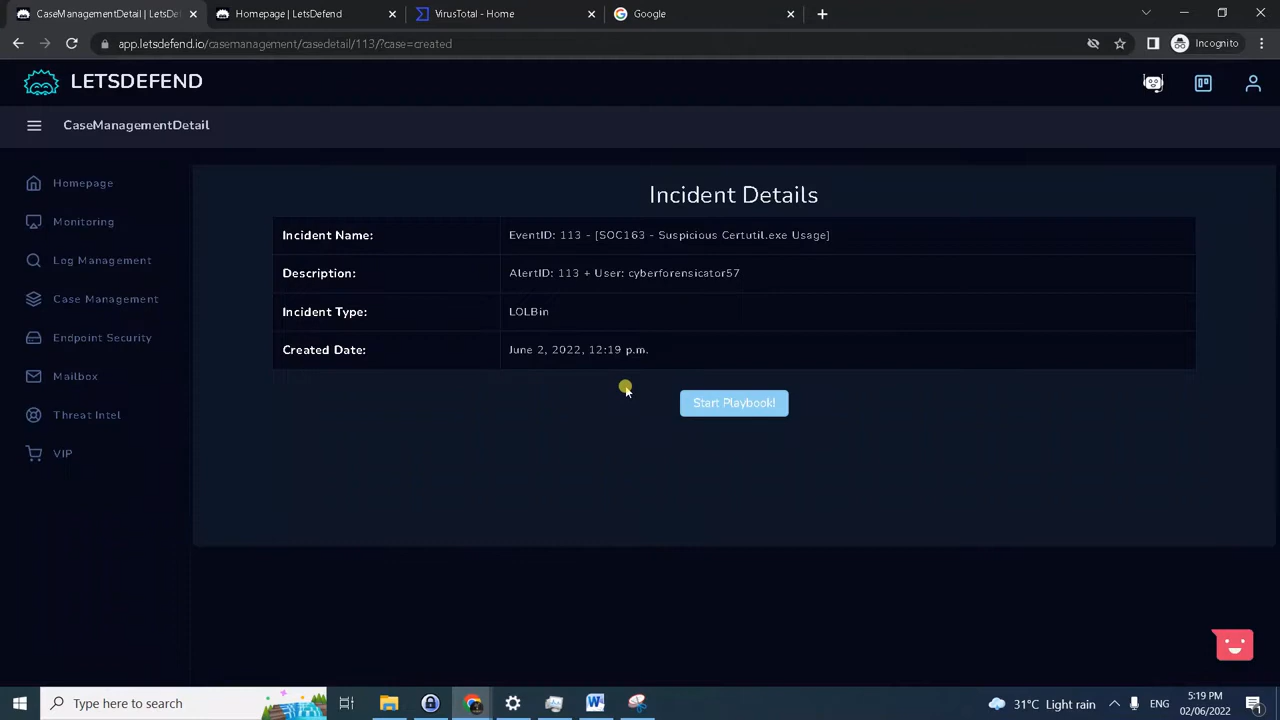 CaseManagementDetail | LetsDe
Homepage | LetsDefend
VirusTotal - Home
Google
app.letsdefend.io/casemanagement/casedetail/113/?case=created
Incognito
LETSDEFEND
CaseManagementDetail
Homepage
Monitoring
Log Management
Case Management
Endpoint Security
Mailbox
Threat Intel
VIP
Incident Details
Incident Name: EventID: 113 - [SOC163 - Suspicious Certutil.exe Usage]
Description: AlertID: 113 + User: cyberforensicator57
Incident Type: LOLBin
Created Date: June 2, 2022, 12:19 p.m.
Start Playbook!
Type here to search
31°C Light rain
ENG
5:19 PM
02/06/2022
1